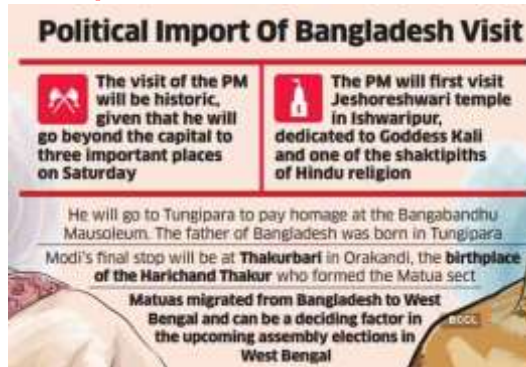 Political Import Of Bangladesh Visit
The visit of the PM
will be historic,
given that he will
go beyond the capital to
three important places
on Saturday
The PM will first visit
Jeshoreshwari temple
in Ishwaripur,
dedicated to Goddess Kali
and one of the shaktipiths
of Hindu religion
He will go to Tungipara to pay homage at the Bangabandhu
Mausoleum. The father of Bangladesh was born in Tungipara
Modi's final stop will be at Thakurbari in Orakandi, the birthplace
of the Harichand Thakur who formed the Matua sect
Matuas migrated from Bangladesh to West
Bengal and can be a deciding factor in
the upcoming assembly elections in
West Bengal
BCCL